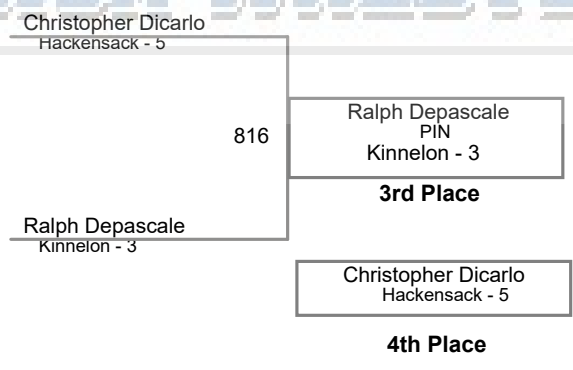 Christopher Dicarlo
Hackensack - 5
816
Ralph Depascale
PIN
Kinnelon - 3
3rd Place
Ralph Depascale
Kinnelon - 3
Christopher Dicarlo
Hackensack - 5
4th Place